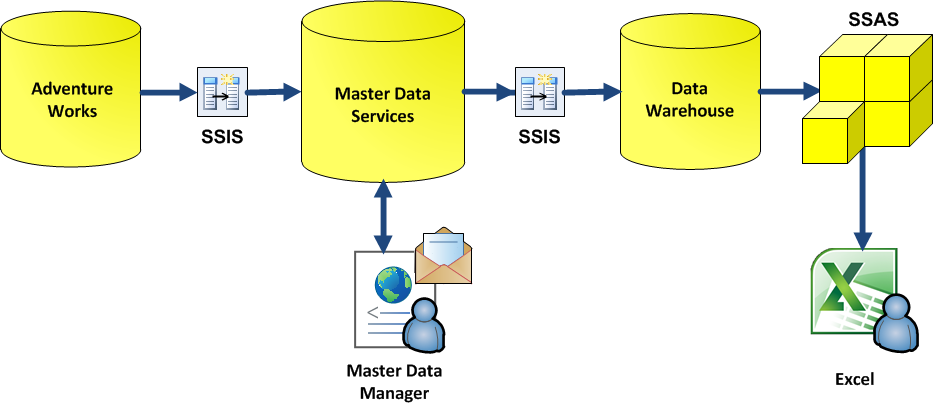 SSAS
Adventure
Works
SSIS
Master Data
Services
SSIS
Data
Warehouse
Master Data
Manager
Excel